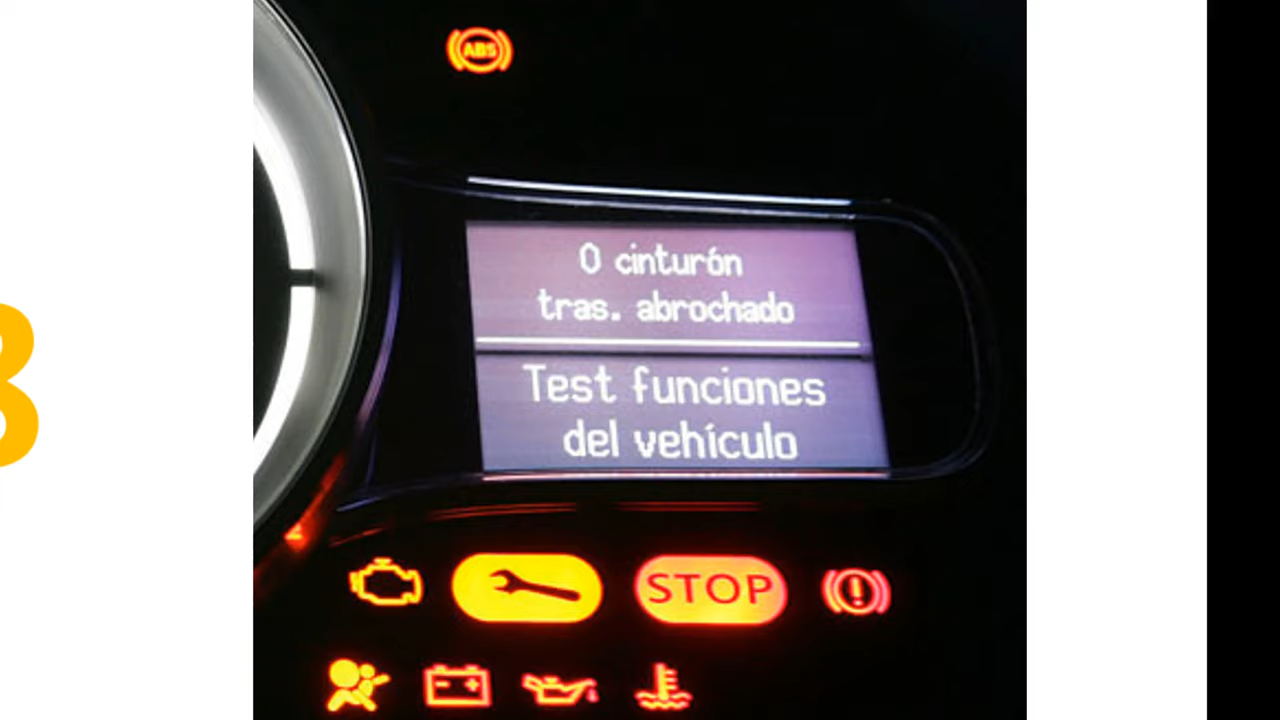 ABS
0 cinturón
tras. abrochado
Test funciones
del vehículo
STOP